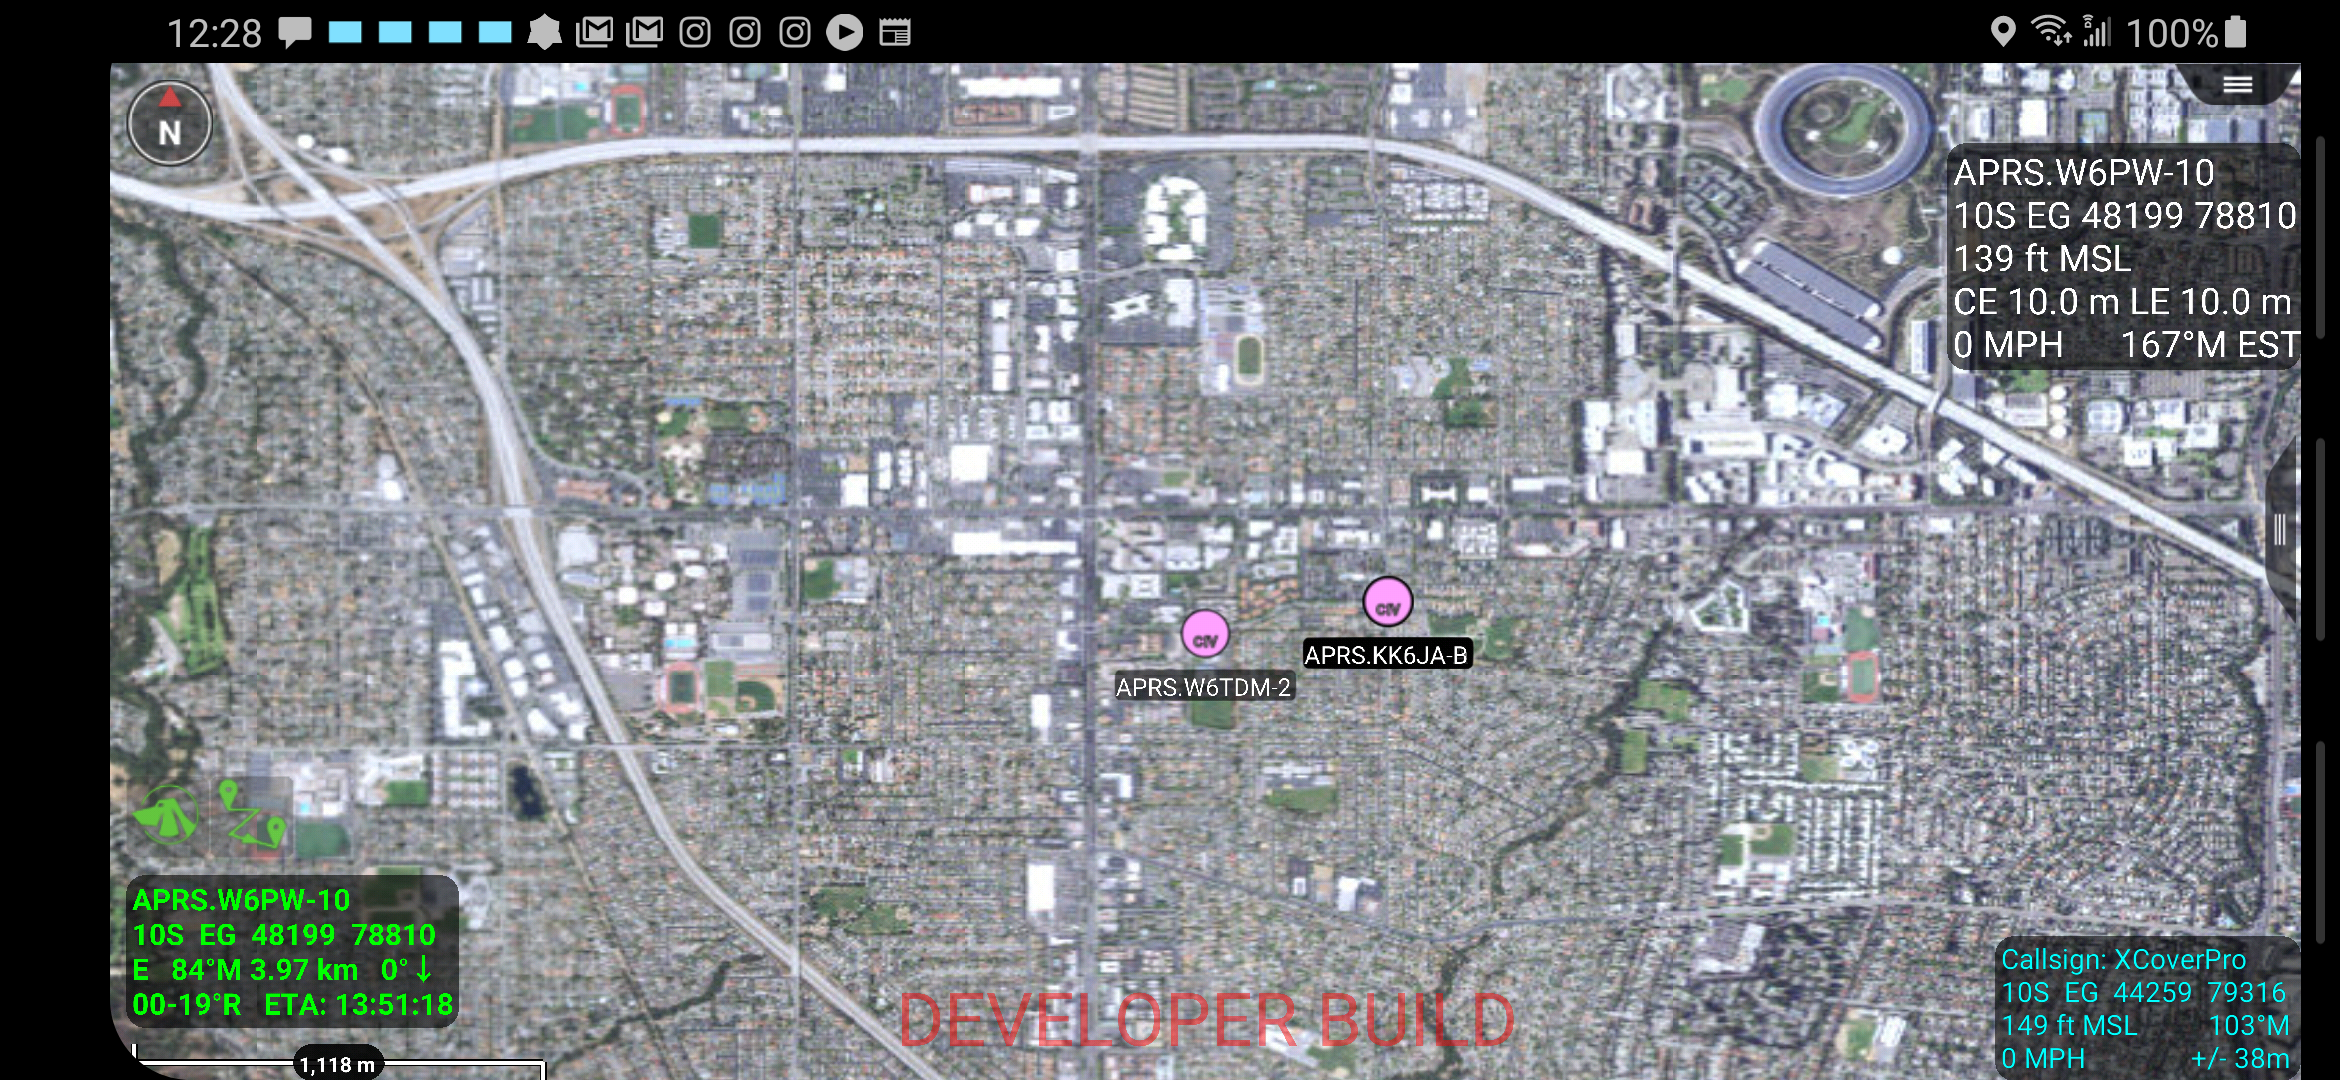 12:28
100%
N
APRS.W6PW-10
10S EG 48199 78810
139 ft MSL
CE 10.0 m LE 10.0 m
0 MPH 167°M EST
CIV
APRS.KK6JA-B
CIV
APRS.W6TDM-2
APRS.W6PW-10
10S EG 48199 78810
E 84°M 3.97 km 0° ↓
00-19°R ETA: 13:51:18
1,118 m
DEVELOPER BUILD
Callsign: XCoverPro
10S EG 44259 79316
149 ft MSL 103°M
0 MPH +/- 38m